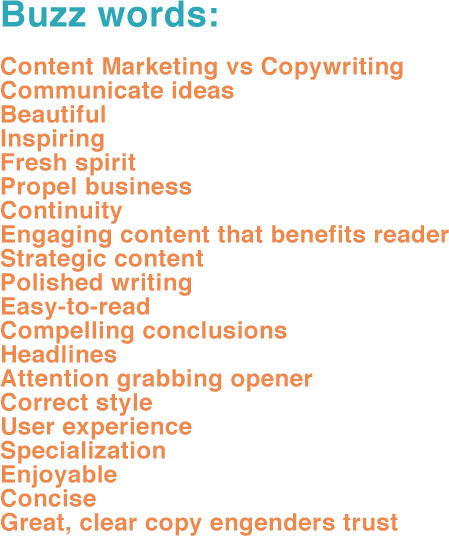 Buzz words:
Content Marketing vs Copywriting
Communicate ideas
Beautiful
Inspiring
Fresh spirit
Propel business
Continuity
Engaging content that benefits reader
Strategic content
Polished writing
Easy-to-read
Compelling conclusions
Headlines
Attention grabbing opener
Correct style
User experience
Specialization
Enjoyable
Concise
Great, clear copy engenders trust